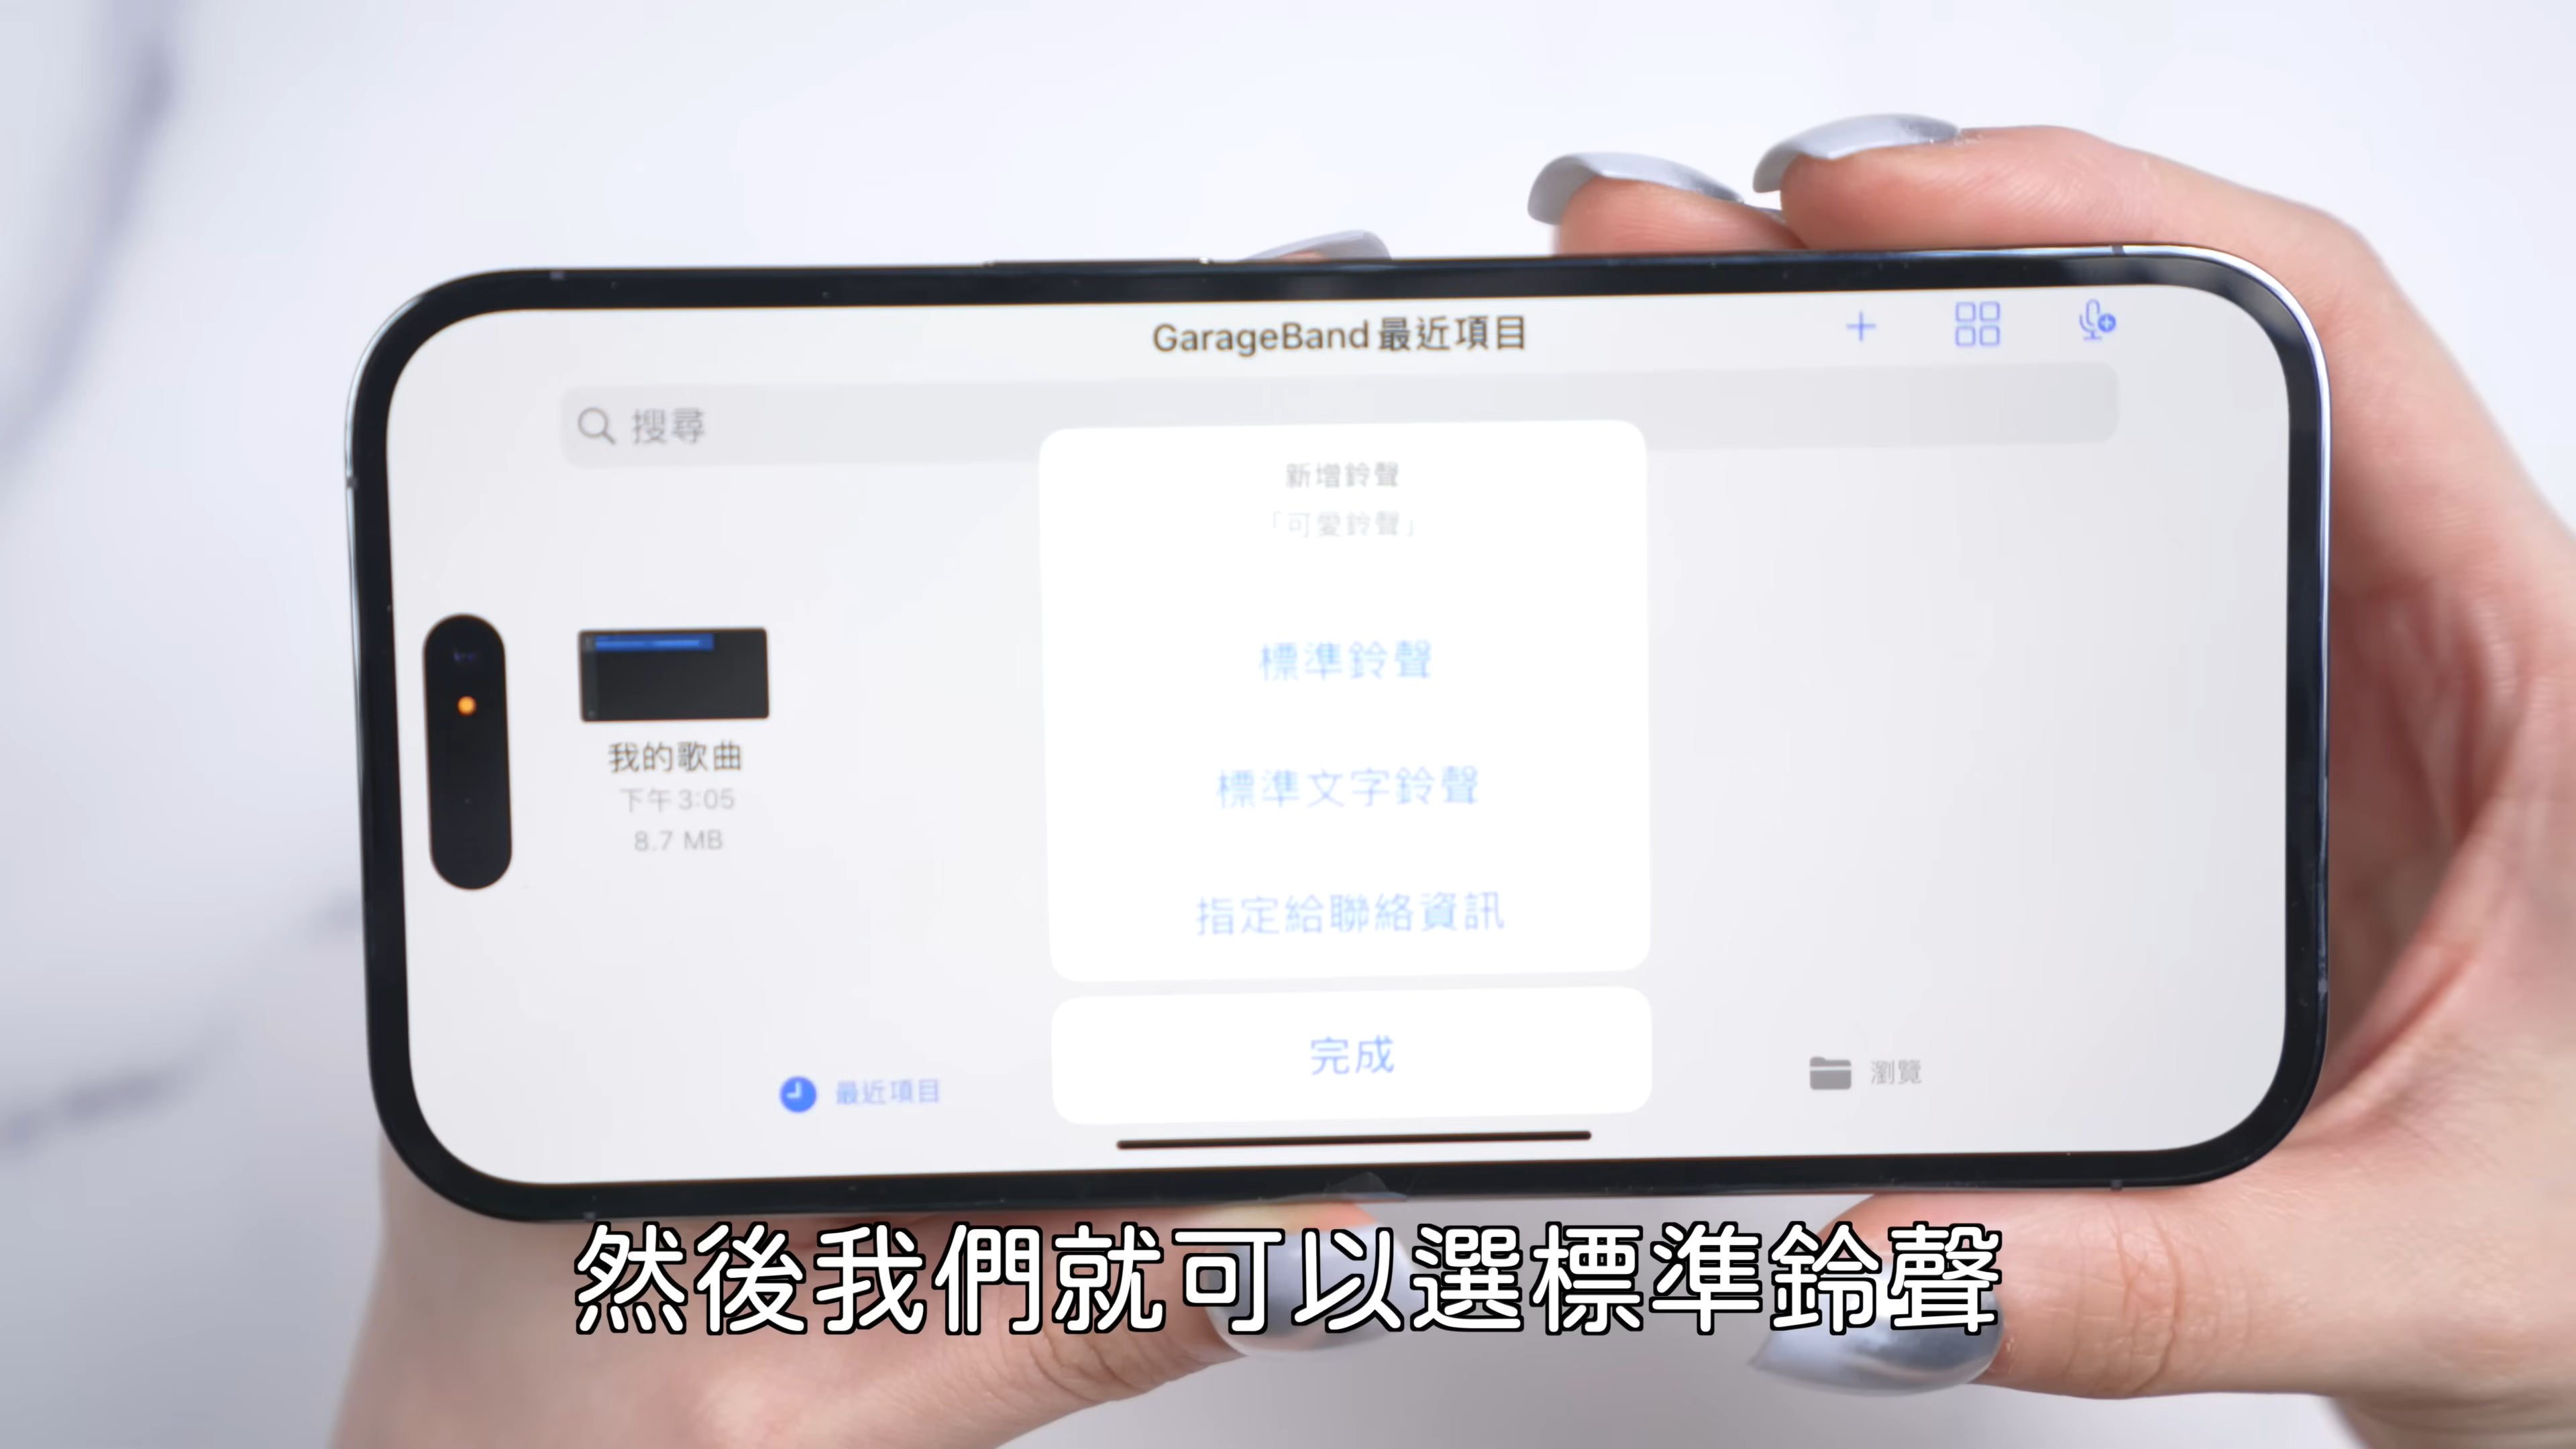 GarageBand 最近項目
搜尋
新增鈴聲
「可愛鈴聲」
標準鈴聲
標準文字鈴聲
指定給聯絡資訊
完成
我的歌曲
下午3:05
8.7 MB
最近項目
瀏覽
然後我們就可以選標準鈴聲